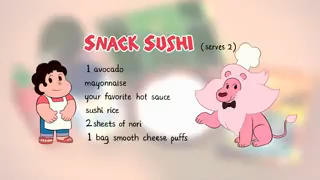 SNACK SUSHI (serves 2)
1 avocado
mayonnaise
your favorite hot sauce
sushi rice
2 sheets of nori
1 bag smooth cheese puffs